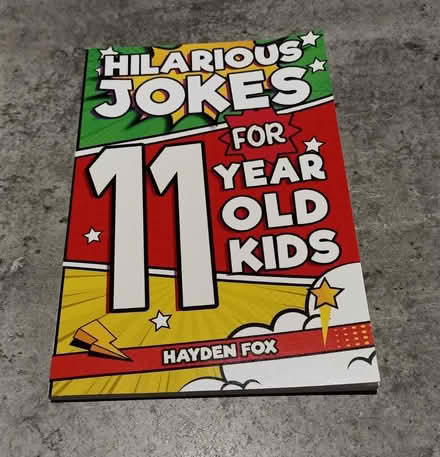 HILARIOUS
JOKES
FOR
11 YEAR
OLD
KIDS
HAYDEN FOX